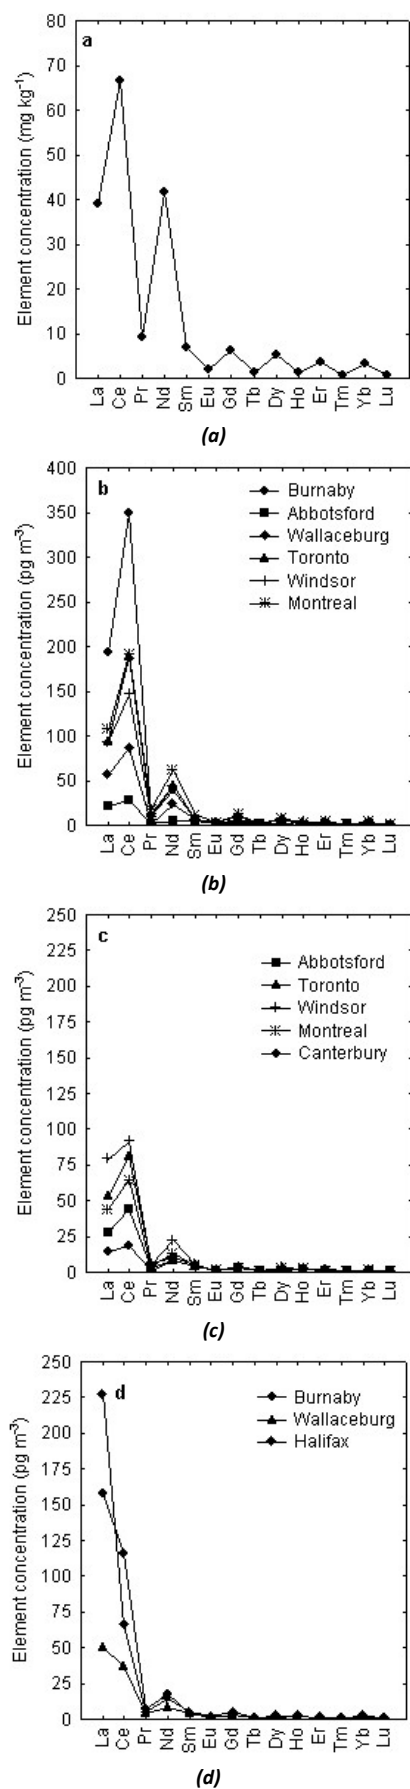 a
Element concentration (mg kg⁻¹)
80
70
60
50
40
30
20
10
0
La Ce Pr Nd Sm Eu Gd Tb Dy Ho Er Tm Yb Lu
(a)
b
Element concentration (pg m⁻³)
400
350
300
250
200
150
100
50
0
Burnaby
Abbotsford
Wallaceburg
Toronto
Windsor
Montreal
La Ce Pr Nd Sm Eu Gd Tb Dy Ho Er Tm Yb Lu
(b)
c
Element concentration (pg m⁻³)
250
225
200
175
150
125
100
75
50
25
0
Abbotsford
Toronto
Windsor
Montreal
Canterbury
La Ce Pr Nd Sm Eu Gd Tb Dy Ho Er Tm Yb Lu
(c)
d
Element concentration (pg m⁻³)
250
225
200
175
150
125
100
75
50
25
0
Burnaby
Wallaceburg
Halifax
La Ce Pr Nd Sm Eu Gd Tb Dy Ho Er Tm Yb Lu
(d)